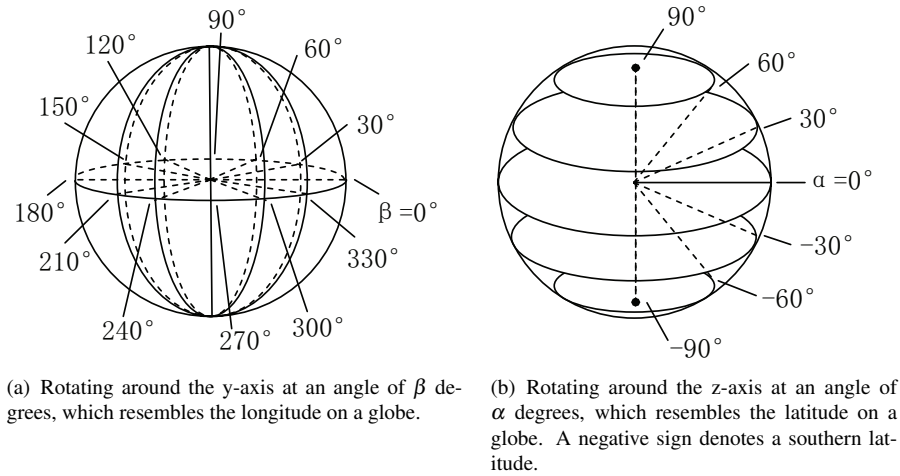 90°
120°
60°
150°
30°
180°
β =0°
210°
330°
240°
300°
270°
90°
60°
30°
α =0°
−30°
−60°
−90°
(a) Rotating around the y-axis at an angle of β de-
grees, which resembles the longitude on a globe.
(b) Rotating around the z-axis at an angle of
α degrees, which resembles the latitude on a
globe. A negative sign denotes a southern lat-
itude.